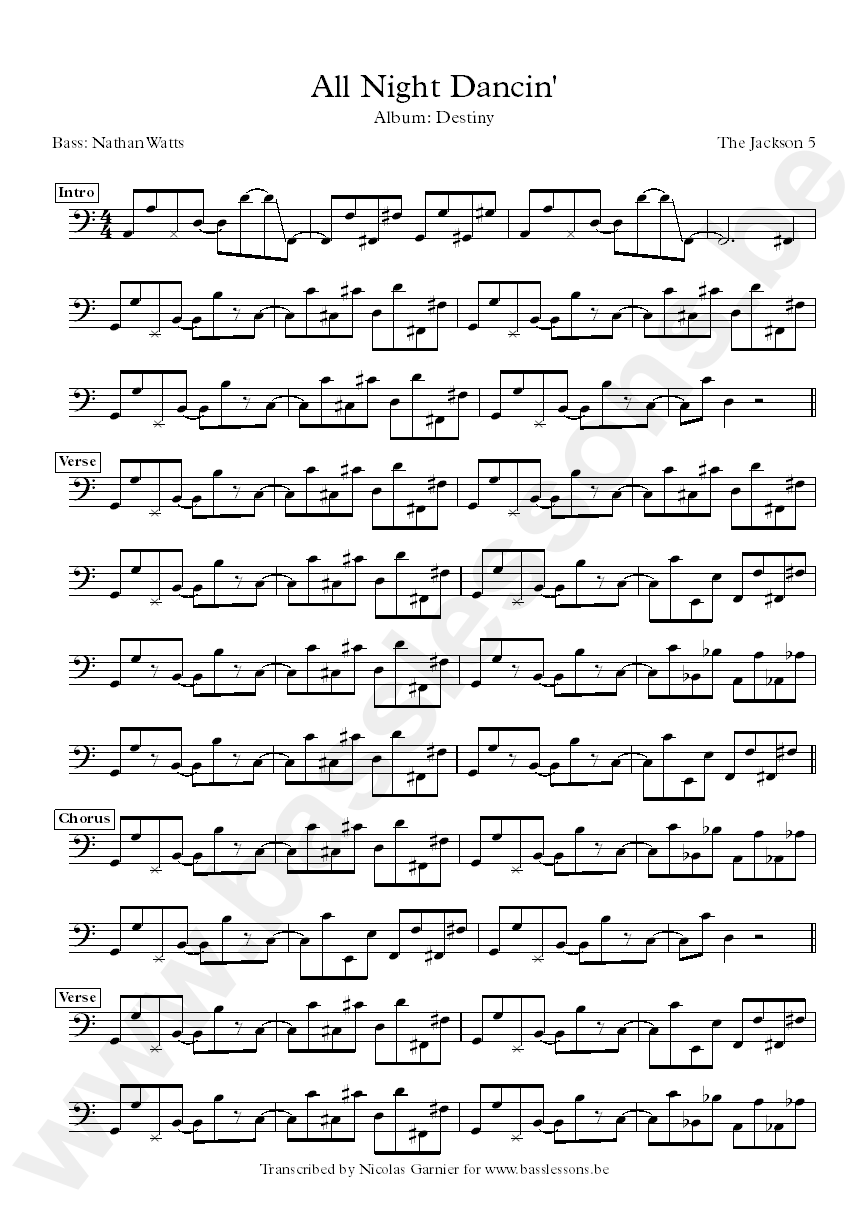 All Night Dancin'
Album: Destiny
Bass: Nathan Watts
The Jackson 5
Intro
4
4
Verse
Chorus
Verse
www.basslessons.be
Transcribed by Nicolas Garnier for www.basslessons.be